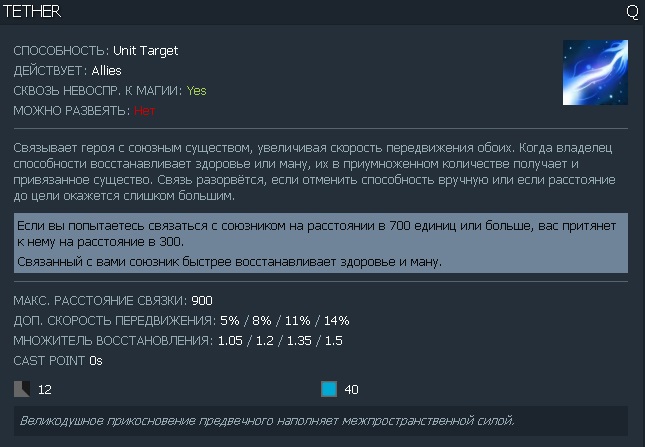 TETHER Q
СПОСОБНОСТЬ: Unit Target
ДЕЙСТВУЕТ: Allies
СКВОЗЬ НЕВОСПР. К МАГИИ: Yes
МОЖНО РАЗВЕЯТЬ: Нет
Связывает героя с союзным существом, увеличивая скорость передвижения обоих. Когда владелец
способности восстанавливает здоровье или ману, их в приумноженном количестве получает и
привязанное существо. Связь разорвётся, если отменить способность вручную или если расстояние
до цели окажется слишком большим.
Если вы попытаетесь связаться с союзником на расстоянии в 700 единиц или больше, вас притянет
к нему на расстояние в 300.
Связанный с вами союзник быстрее восстанавливает здоровье и ману.
МАКС. РАССТОЯНИЕ СВЯЗКИ: 900
ДОП. СКОРОСТЬ ПЕРЕДВИЖЕНИЯ: 5% / 8% / 11% / 14%
МНОЖИТЕЛЬ ВОССТАНОВЛЕНИЯ: 1.05 / 1.2 / 1.35 / 1.5
CAST POINT 0s
12 40
Великодушное прикосновение предвечного наполняет межпространственной силой.